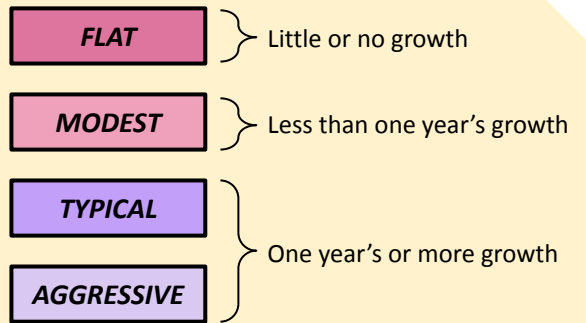 FLAT
Little or no growth
MODEST
Less than one year’s growth
TYPICAL
One year’s or more growth
AGGRESSIVE